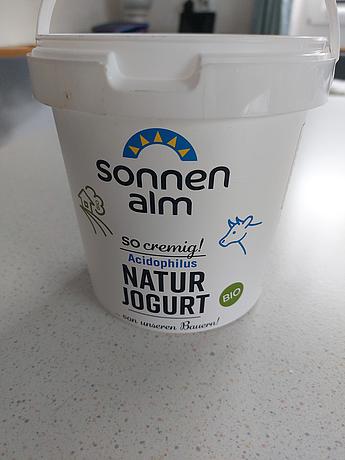 sonnen
alm
so cremig!
Acidophilus
NATUR
JOGURT
BIO
von unseren Bauern!